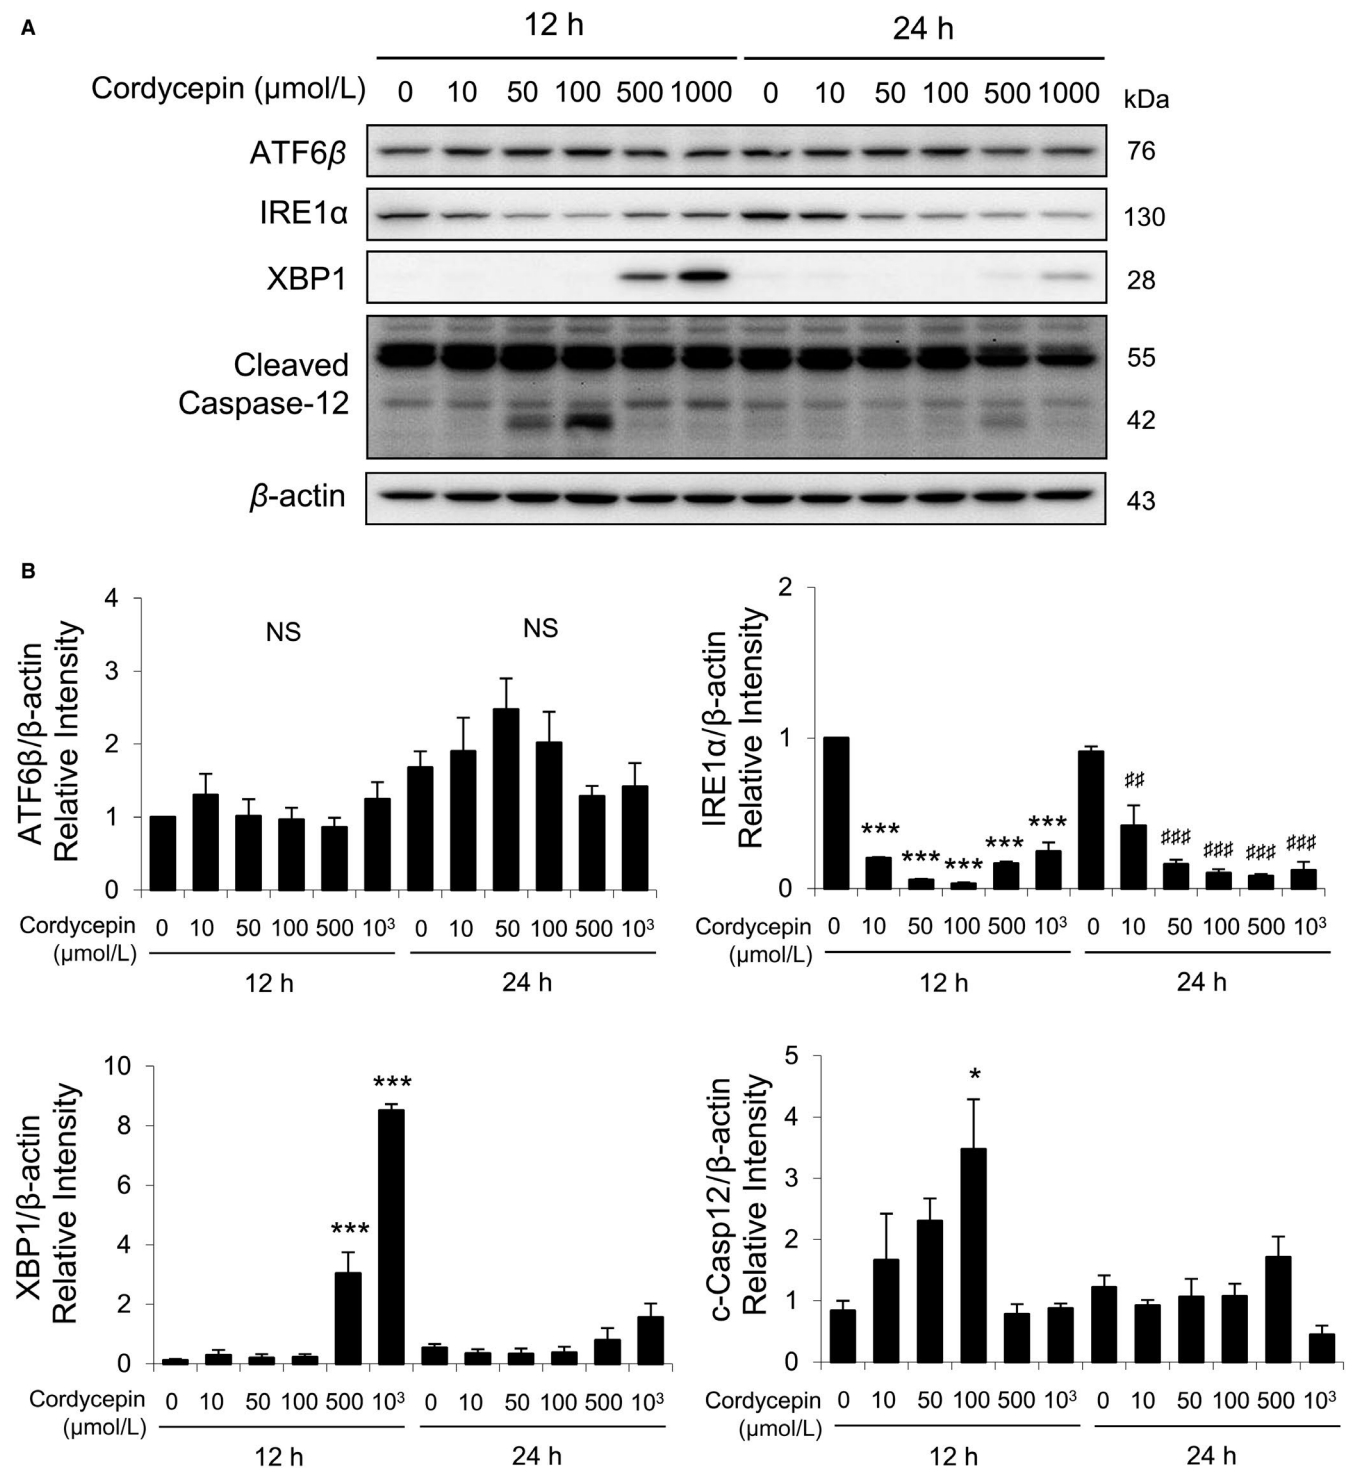 A
12 h
24 h
Cordycepin (μmol/L) 0 10 50 100 500 1000 0 10 50 100 500 1000 kDa
ATF6β 76
IRE1α 130
XBP1 28
Cleaved 55
Caspase-12 42
β-actin 43
B
ATF6β/β-actin
Relative Intensity
4
3
2
1
0
NS
NS
Cordycepin 0 10 50 100 500 10³ 0 10 50 100 500 10³
(μmol/L)
12 h
24 h
IRE1α/β-actin
Relative Intensity
2
1
0
*** *** *** *** *** ## ### ### ### ###
Cordycepin 0 10 50 100 500 10³ 0 10 50 100 500 10³
(μmol/L)
12 h
24 h
XBP1/β-actin
Relative Intensity
10
8
6
4
2
0
*** ***
Cordycepin 0 10 50 100 500 10³ 0 10 50 100 500 10³
(μmol/L)
12 h
24 h
c-Casp12/β-actin
Relative Intensity
5
4
3
2
1
0
*
Cordycepin 0 10 50 100 500 10³ 0 10 50 100 500 10³
(μmol/L)
12 h
24 h